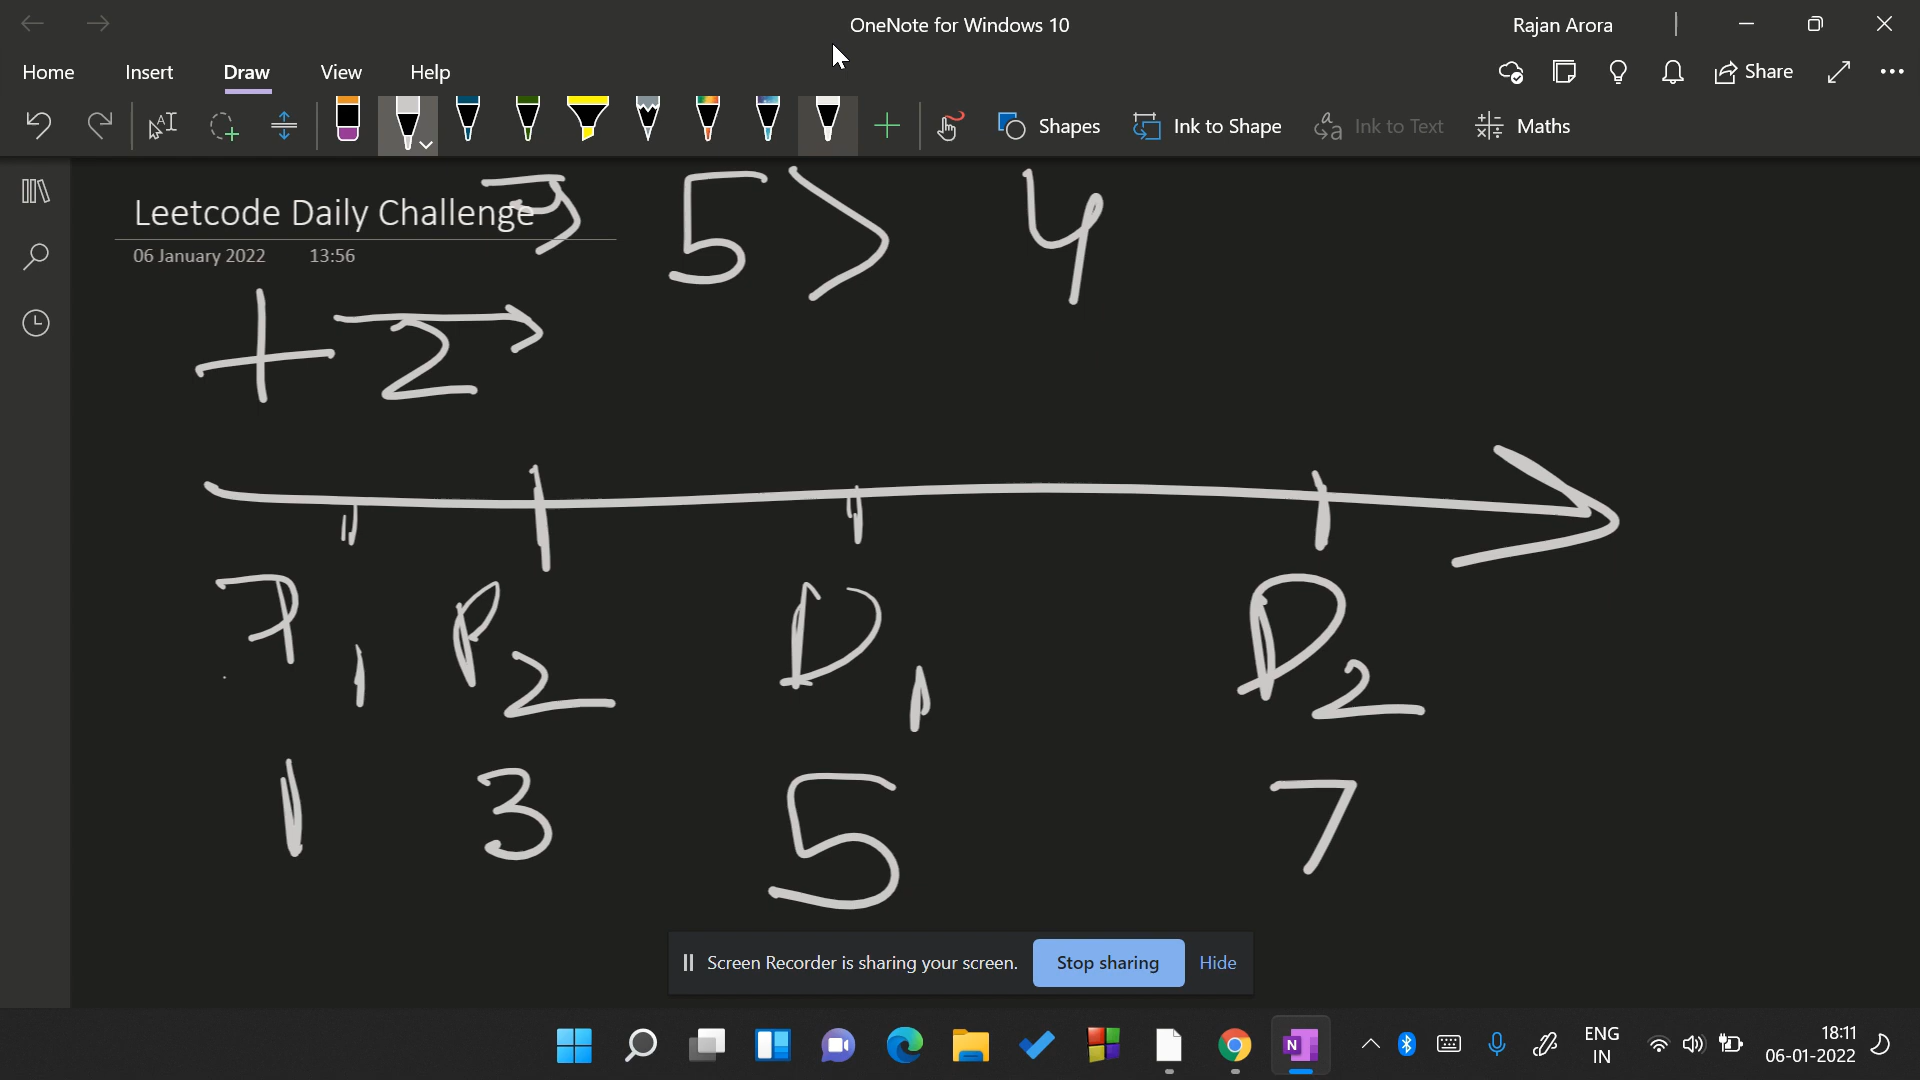 OneNote for Windows 10
Rajan Arora
Home Insert Draw View Help
Share
Shapes Ink to Shape Ink to Text Maths
Leetcode Daily Challenge
5 > 4
06 January 2022 13:56
+ 2
P1 P2 D1 D2
1 3 5 7
Screen Recorder is sharing your screen. Stop sharing Hide
ENG
IN
18:11
06-01-2022